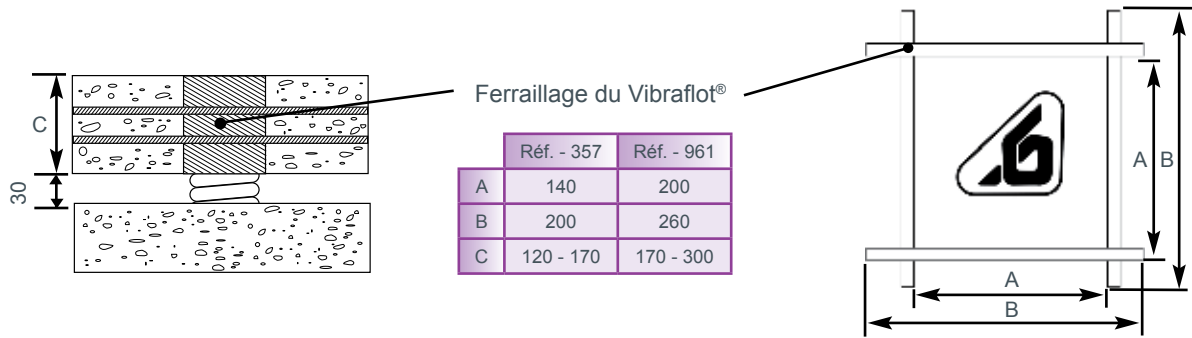 C
30
Ferraillage du Vibraflot®
Réf. - 357 Réf. - 961
A 140 200
B 200 260
C 120 - 170 170 - 300
A B
A
B